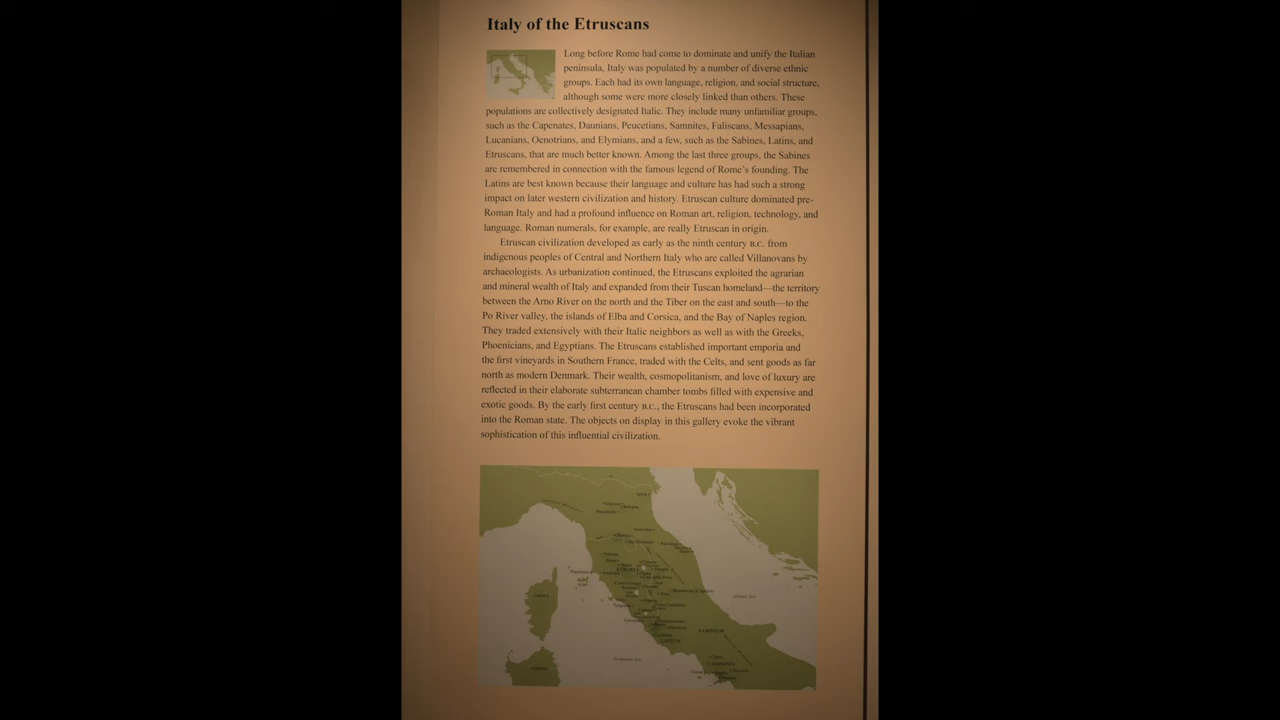 Italy of the Etruscans
Long before Rome had come to dominate and unify the Italian
peninsula, Italy was populated by a number of diverse ethnic
groups. Each had its own language, religion, and social structure,
although some were more closely linked than others. These
populations are collectively designated Italic. They include many unfamiliar groups,
such as the Capenates, Daunians, Peucetians, Samnites, Faliscans, Messapians,
Lucanians, Oenotrians, and Elymians, and a few, such as the Sabines, Latins, and
Etruscans, that are much better known. Among the last three groups, the Sabines
are remembered in connection with the famous legend of Rome's founding. The
Latins are best known because their language and culture has had such a strong
impact on later western civilization and history. Etruscan culture dominated pre-
Roman Italy and had a profound influence on Roman art, religion, technology, and
language. Roman numerals, for example, are really Etruscan in origin.
Etruscan civilization developed as early as the ninth century B.C. from
indigenous peoples of Central and Northern Italy who are called Villanovans by
archaeologists. As urbanization continued, the Etruscans exploited the agrarian
and mineral wealth of Italy and expanded from their Tuscan homeland—the territory
between the Arno River on the north and the Tiber on the east and south—to the
Po River valley, the islands of Elba and Corsica, and the Bay of Naples region.
They traded extensively with their Italic neighbors as well as with the Greeks,
Phoenicians, and Egyptians. The Etruscans established important emporia and
the first vineyards in Southern France, traded with the Celts, and sent goods as far
north as modern Denmark. Their wealth, cosmopolitanism, and love of luxury are
reflected in their elaborate subterranean chamber tombs filled with expensive and
exotic goods. By the early first century B.C., the Etruscans had been incorporated
into the Roman state. The objects on display in this gallery evoke the vibrant
sophistication of this influential civilization.
ETRURIA
SAMNIUM
LATIUM
CAMPANIA